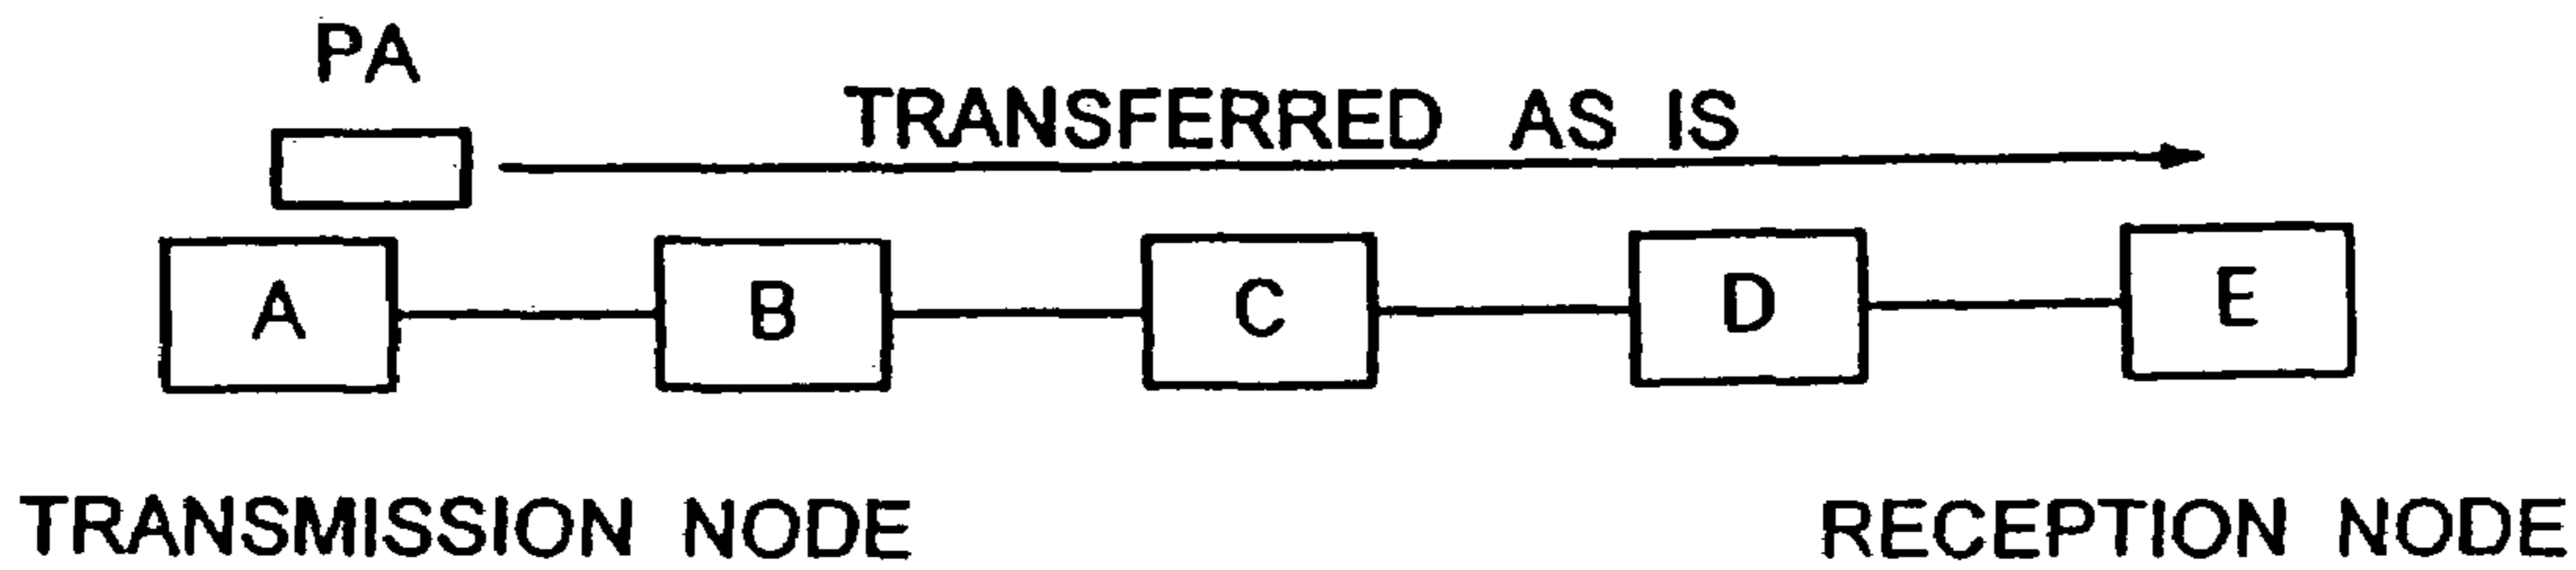 PA
TRANSFERRED AS IS
A B C D E
TRANSMISSION NODE RECEPTION NODE